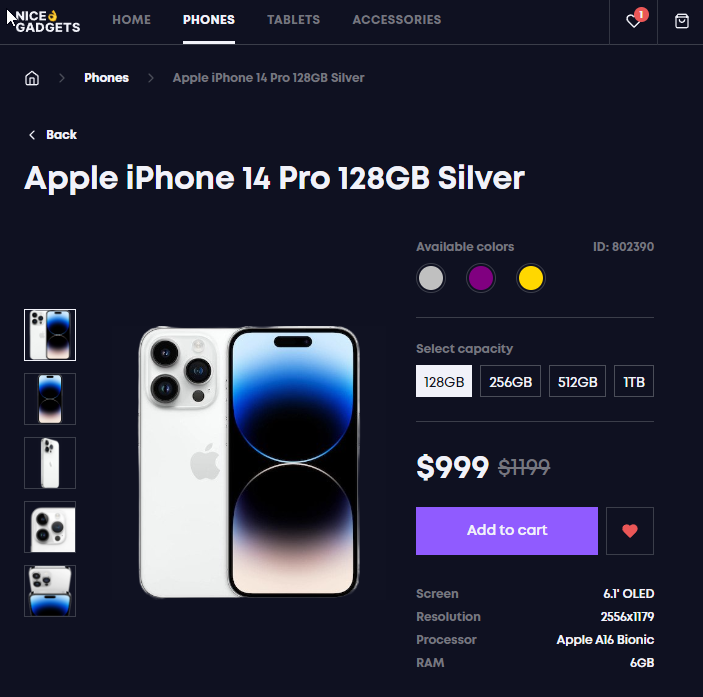 NICE👌
GADGETS
HOME
PHONES
TABLETS
ACCESSORIES
1
Phones
Apple iPhone 14 Pro 128GB Silver
Back
Apple iPhone 14 Pro 128GB Silver
Available colors
ID: 802390
Select capacity
128GB
256GB
512GB
1TB
$999 $1199
Add to cart
Screen 6.1' OLED
Resolution 2556x1179
Processor Apple A16 Bionic
RAM 6GB